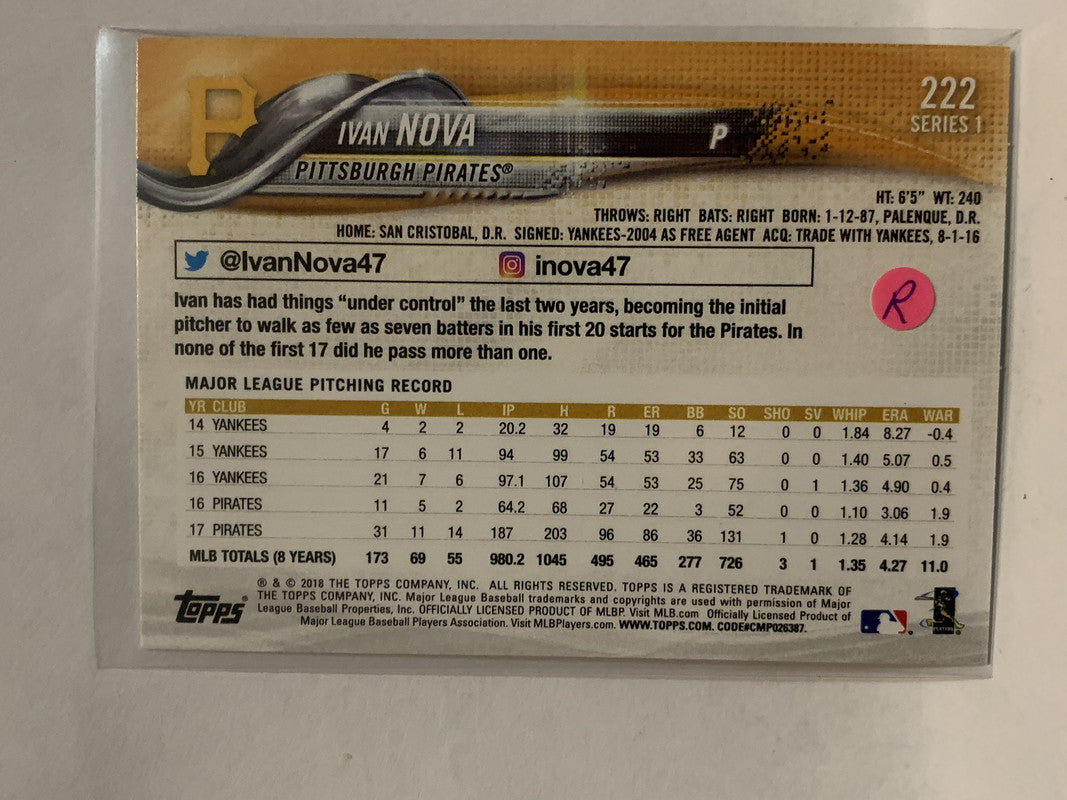 P
222
SERIES 1
IVAN NOVA P
PITTSBURGH PIRATES®
HT: 6'5" WT: 240
THROWS: RIGHT BATS: RIGHT BORN: 1-12-87, PALENQUE, D.R.
HOME: SAN CRISTOBAL, D.R. SIGNED: YANKEES-2004 AS FREE AGENT ACQ: TRADE WITH YANKEES, 8-1-16
@IvanNova47 inova47
R
Ivan has had things “under control” the last two years, becoming the initial
pitcher to walk as few as seven batters in his first 20 starts for the Pirates. In
none of the first 17 did he pass more than one.
MAJOR LEAGUE PITCHING RECORD
YR CLUB G W L IP H R ER BB SO SHO SV WHIP ERA WAR
14 YANKEES 4 2 2 20.2 32 19 19 6 12 0 0 1.84 8.27 -0.4
15 YANKEES 17 6 11 94 99 54 53 33 63 0 0 1.40 5.07 0.5
16 YANKEES 21 7 6 97.1 107 54 53 25 75 0 1 1.36 4.90 0.4
16 PIRATES 11 5 2 64.2 68 27 22 3 52 0 0 1.10 3.06 1.9
17 PIRATES 31 11 14 187 203 96 86 36 131 1 0 1.28 4.14 1.9
MLB TOTALS (8 YEARS) 173 69 55 980.2 1045 495 465 277 726 3 1 1.35 4.27 11.0
TOPPS®
® & © 2018 THE TOPPS COMPANY, INC. ALL RIGHTS RESERVED. TOPPS IS A REGISTERED TRADEMARK OF
THE TOPPS COMPANY, INC. Major League Baseball trademarks and copyrights are used with permission of Major
League Baseball Properties, Inc. OFFICIALLY LICENSED PRODUCT OF MLBP. Visit MLB.com Officially Licensed Product of
Major League Baseball Players Association. Visit MLBPlayers.com. WWW.TOPPS.COM. CODE#CMP026387.